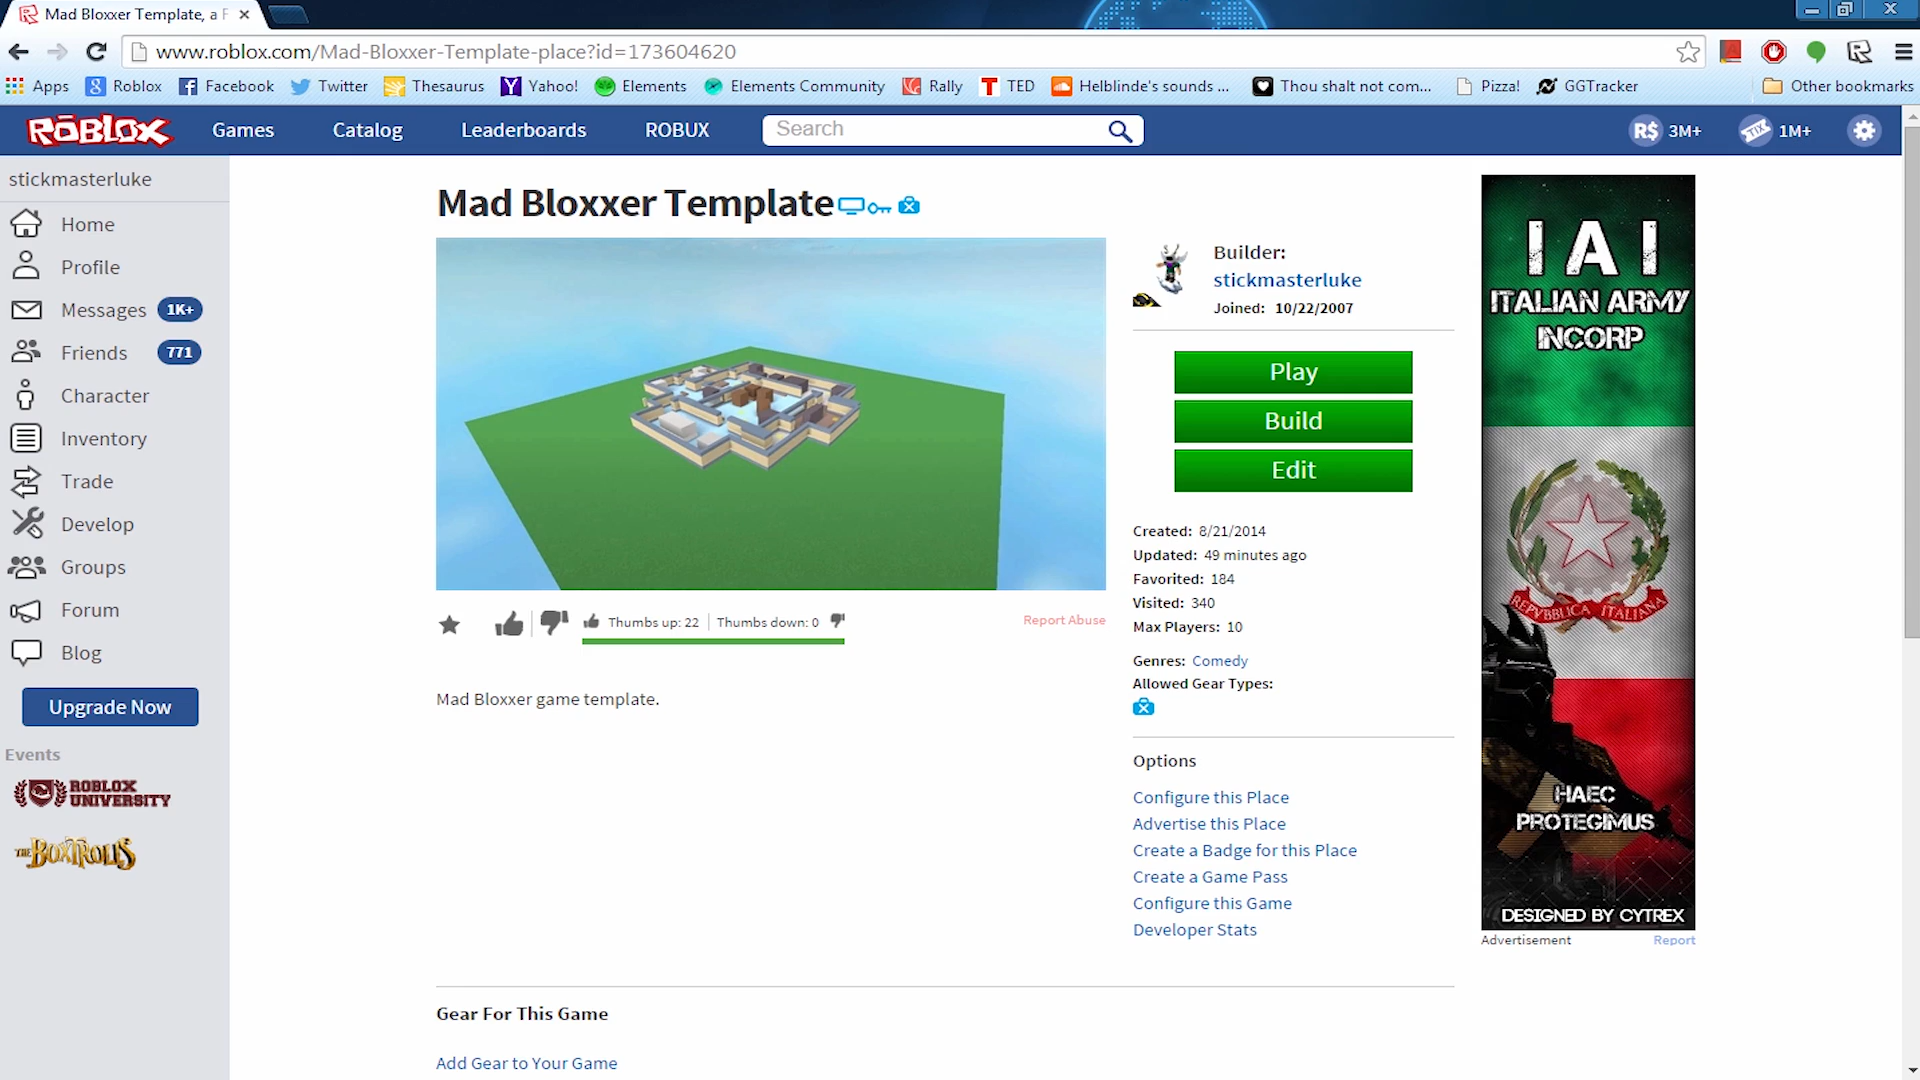 Mad Bloxxer Template, a F
www.roblox.com/Mad-Bloxxer-Template-place?id=173604620
Apps Roblox Facebook Twitter Thesaurus Yahoo! Elements Elements Community Rally TED Helblinde's sounds ... Thou shalt not com... Pizza! GGTracker Other bookmarks
ROBLOX Games Catalog Leaderboards ROBUX Search R$ 3M+ TIX 1M+
stickmasterluke
Home
Profile
Messages 1K+
Friends 771
Character
Inventory
Trade
Develop
Groups
Forum
Blog
Upgrade Now
Events
ROBLOX
UNIVERSITY
THE BOXTROLLS
Mad Bloxxer Template
Thumbs up: 22 Thumbs down: 0
Report Abuse
Mad Bloxxer game template.
Builder:
stickmasterluke
Joined: 10/22/2007
Play
Build
Edit
Created: 8/21/2014
Updated: 49 minutes ago
Favorited: 184
Visited: 340
Max Players: 10
Genres: Comedy
Allowed Gear Types:
Options
Configure this Place
Advertise this Place
Create a Badge for this Place
Create a Game Pass
Configure this Game
Developer Stats
Gear For This Game
Add Gear to Your Game
I A I
ITALIAN ARMY
INCORP
REPVBBLICA ITALIANA
HAEC
PROTEGIMUS
DESIGNED BY CYTREX
Advertisement Report